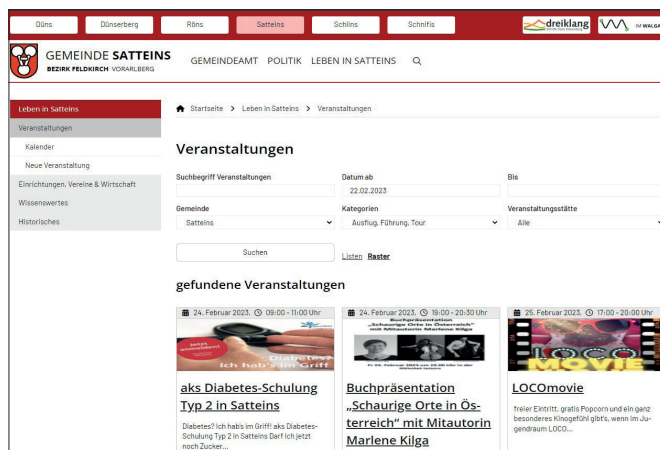 Düns Dünserberg Röns Satteins Schlins Schnifis dreiklang IM WALGA
GEMEINDE SATTEINS
BEZIRK FELDKIRCH VORARLBERG
GEMEINDEAMT POLITIK LEBEN IN SATTEINS
Leben in Satteins
Veranstaltungen
Kalender
Neue Veranstaltung
Einrichtungen, Vereine & Wirtschaft
Wissenswertes
Historisches
Startseite > Leben in Satteins > Veranstaltungen
Veranstaltungen
Suchbegriff Veranstaltungen Datum ab Bis
22.02.2023
Gemeinde Kategorien Veranstaltungsstätte
Satteins Ausflug, Führung, Tour Alle
Suchen Listen Raster
gefundene Veranstaltungen
24. Februar 2023, 09:00 - 11:00 Uhr
Jetzt anmelden!
Diabetes?
Ich hab's im Griff
aks Diabetes-Schulung
Typ 2 in Satteins
Diabetes? Ich hab's im Griff! aks Diabetes-
Schulung Typ 2 in Satteins Darf ich jetzt
noch Zucker...
24. Februar 2023, 19:00 - 20:30 Uhr
Buchpräsentation
„Schaurige Orte in Österreich"
mit Mitautorin Marlene Kilga
Buchpräsentation
„Schaurige Orte in Ös-
terreich" mit Mitautorin
Marlene Kilga
25. Februar 2023, 17:00 - 20:00 Uhr
LOCO
MOVIE
LOCOmovie
freier Eintritt, gratis Popcorn und ein ganz
besonderes Kinogefühl gibt's, wenn im Ju-
gendraum LOCO...